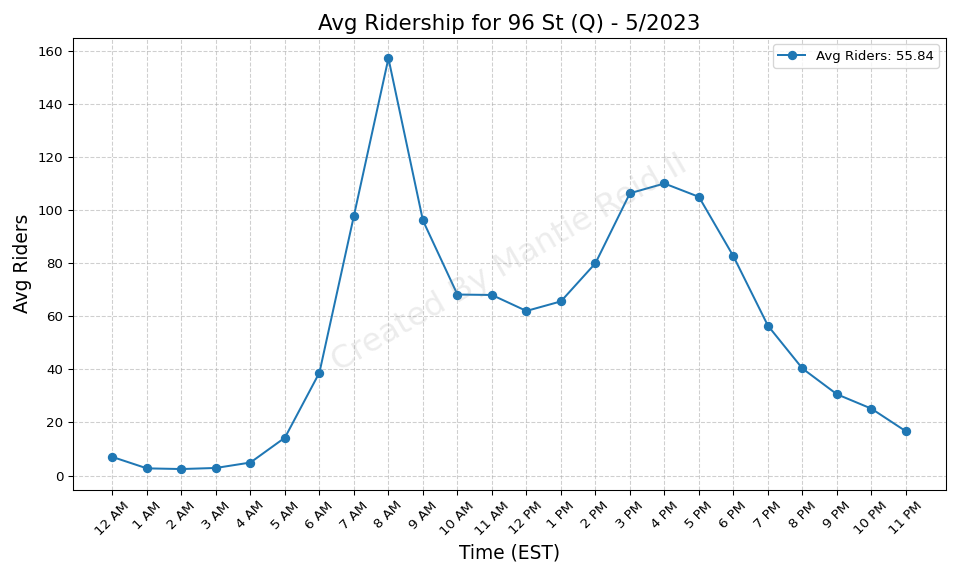 Avg Ridership for 96 St (Q) - 5/2023
Avg Riders: 55.84
160
140
120
100
80
60
40
20
0
Avg Riders
Created By Mantle Reid II
12 AM
1 AM
2 AM
3 AM
4 AM
5 AM
6 AM
7 AM
8 AM
9 AM
10 AM
11 AM
12 PM
1 PM
2 PM
3 PM
4 PM
5 PM
6 PM
7 PM
8 PM
9 PM
10 PM
11 PM
Time (EST)